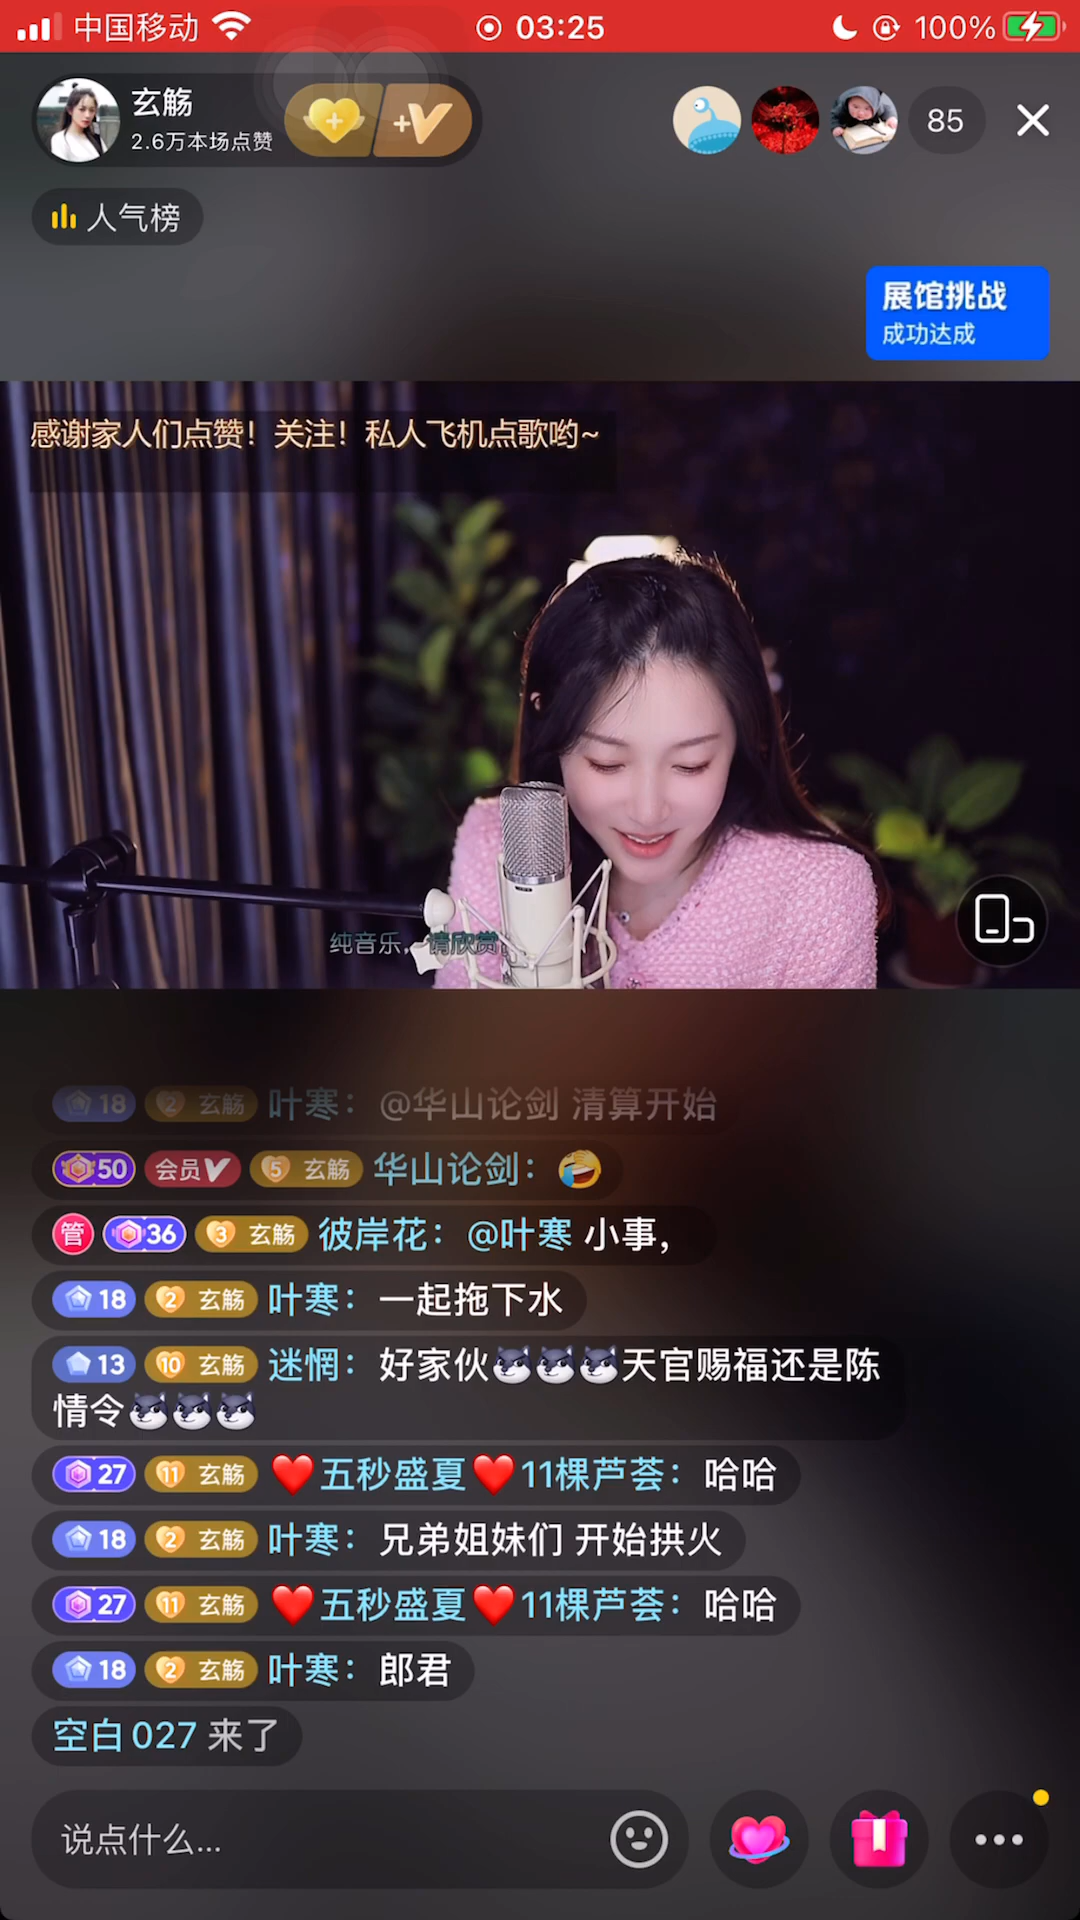 中国移动 03:25 100%
玄觞
2.6万本场点赞
+V
85
人气榜
展馆挑战
成功达成
感谢家人们点赞！关注！私人飞机点歌哟~
纯音乐，请欣赏
18 2 玄觞 叶寒：@华山论剑 清算开始
50 会员 5 玄觞 华山论剑：🤣
管 36 3 玄觞 彼岸花：@叶寒 小事，
18 2 玄觞 叶寒：一起拖下水
13 10 玄觞 迷惘：好家伙🐺🐺🐺天官赐福还是陈
情令🐺🐺🐺
27 11 玄觞 ❤️五秒盛夏❤️11棵芦荟：哈哈
18 2 玄觞 叶寒：兄弟姐妹们 开始拱火
27 11 玄觞 ❤️五秒盛夏❤️11棵芦荟：哈哈
18 2 玄觞 叶寒：郎君
空白027 来了
说点什么...